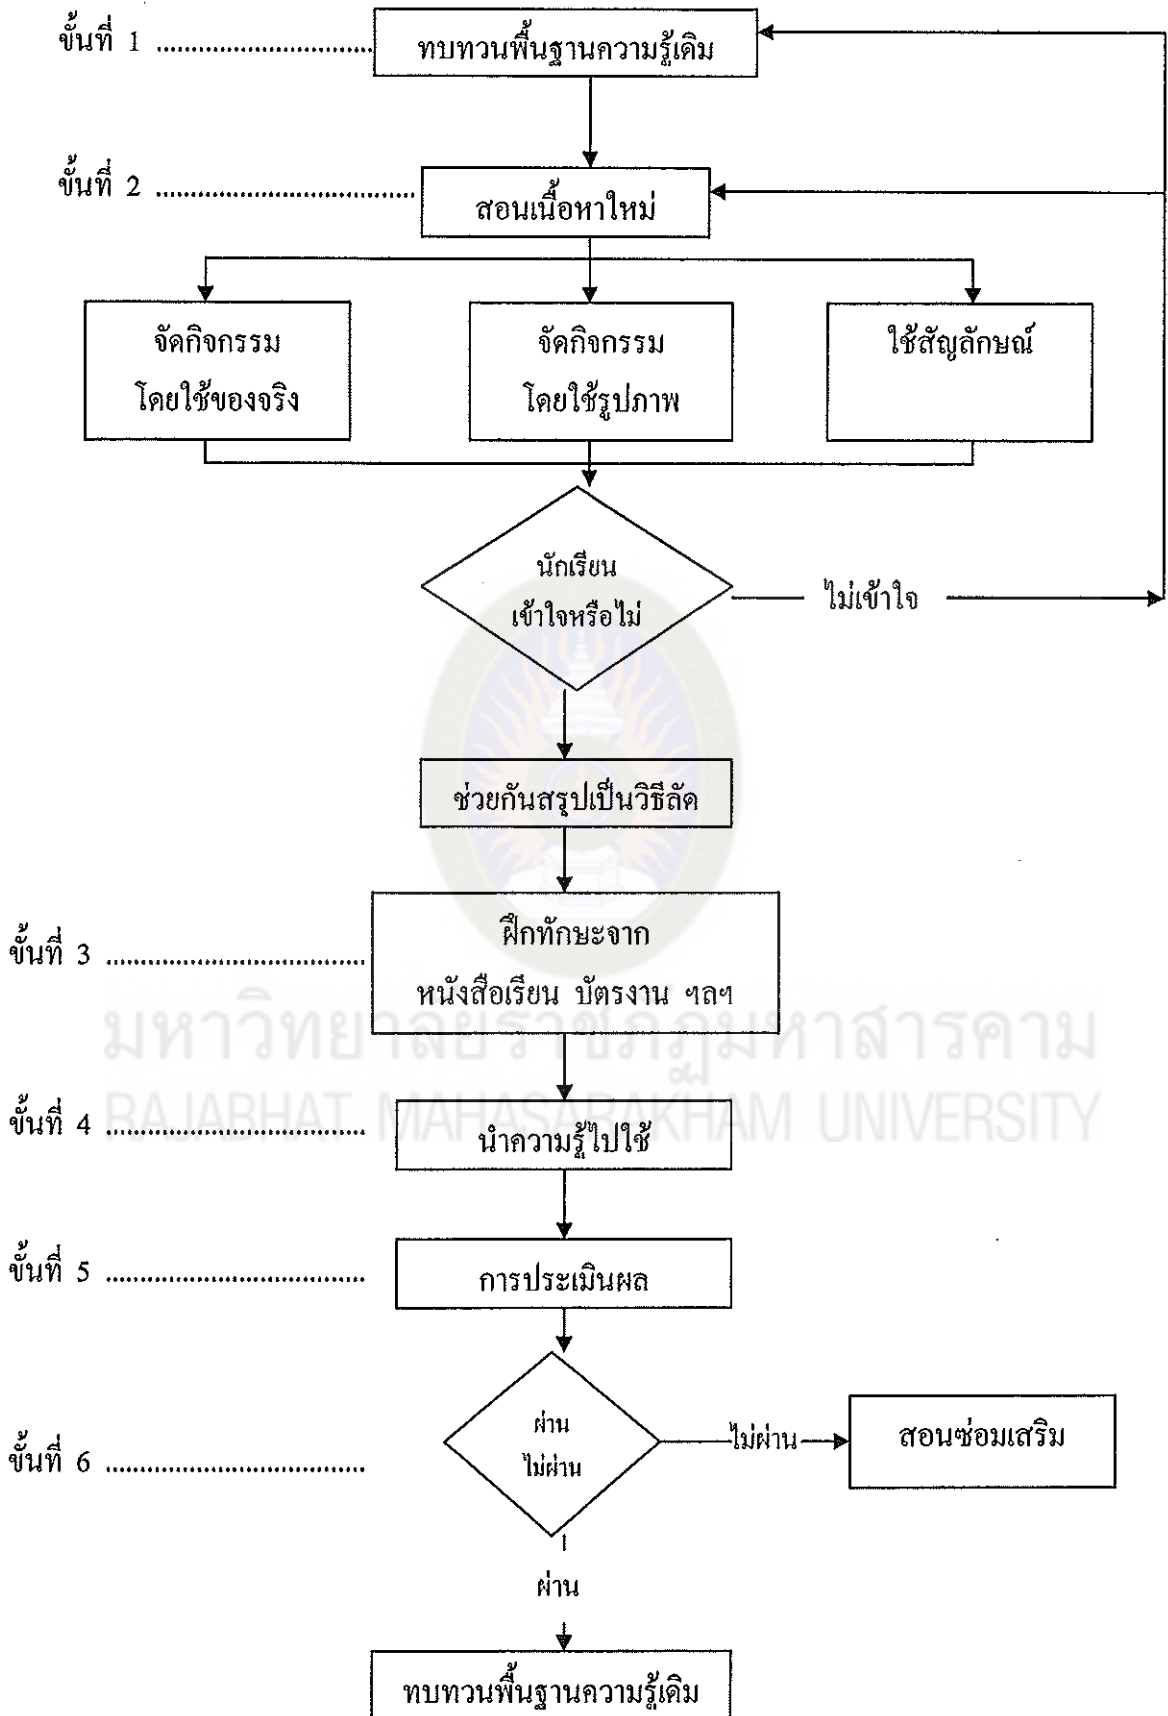 ขั้นที่ 1 ........................................ ทบทวนพื้นฐานความรู้เดิม
ขั้นที่ 2 ................................................ สอนเนื้อหาใหม่
จัดกิจกรรม
โดยใช้ของจริง
จัดกิจกรรม
โดยใช้รูปภาพ
ใช้สัญลักษณ์
นักเรียน
เข้าใจหรือไม่
ไม่เข้าใจ
ช่วยกันสรุปเป็นวิธีลัด
ขั้นที่ 3 ................................................ ฝึกทักษะจาก
หนังสือเรียน บัตรงาน ฯลฯ
มหาวิทยาลัยราชภัฏมหาสารคาม
RAJABHAT MAHASARAKHAM UNIVERSITY
ขั้นที่ 4 ................................................ นำความรู้ไปใช้
ขั้นที่ 5 ................................................ การประเมินผล
ขั้นที่ 6 ................................................ ผ่าน
ไม่ผ่าน
ไม่ผ่าน
สอนซ่อมเสริม
ผ่าน
ทบทวนพื้นฐานความรู้เดิม